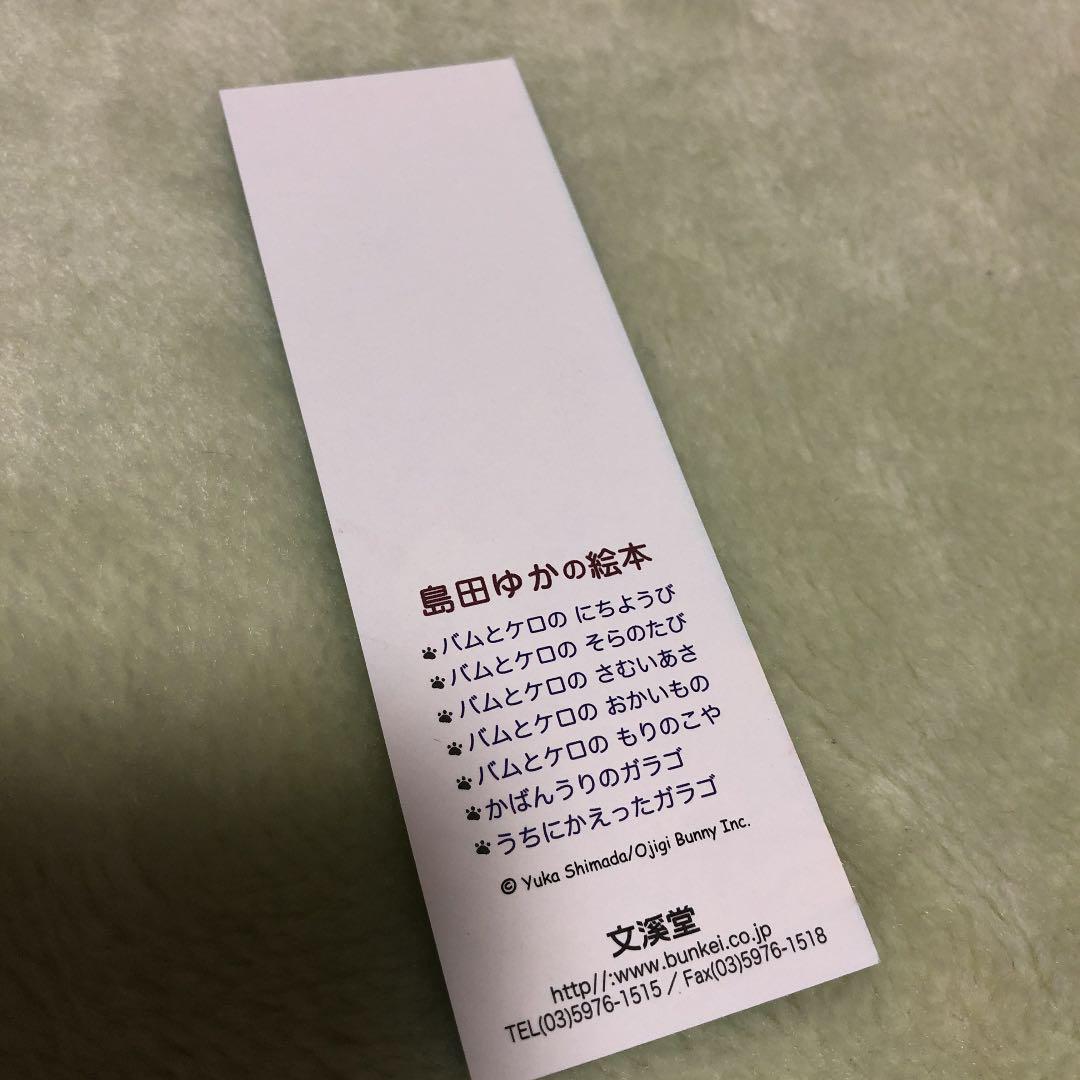 島田ゆかの絵本
バムとケロの にちようび
バムとケロの そらのたび
バムとケロの さむいあさ
バムとケロの おかいもの
バムとケロの もりのこや
かばんうりのガラゴ
うちにかえったガラゴ
© Yuka Shimada/Ojigi Bunny Inc.
文溪堂
http//:www.bunkei.co.jp
TEL(03)5976-1515 / Fax(03)5976-1518